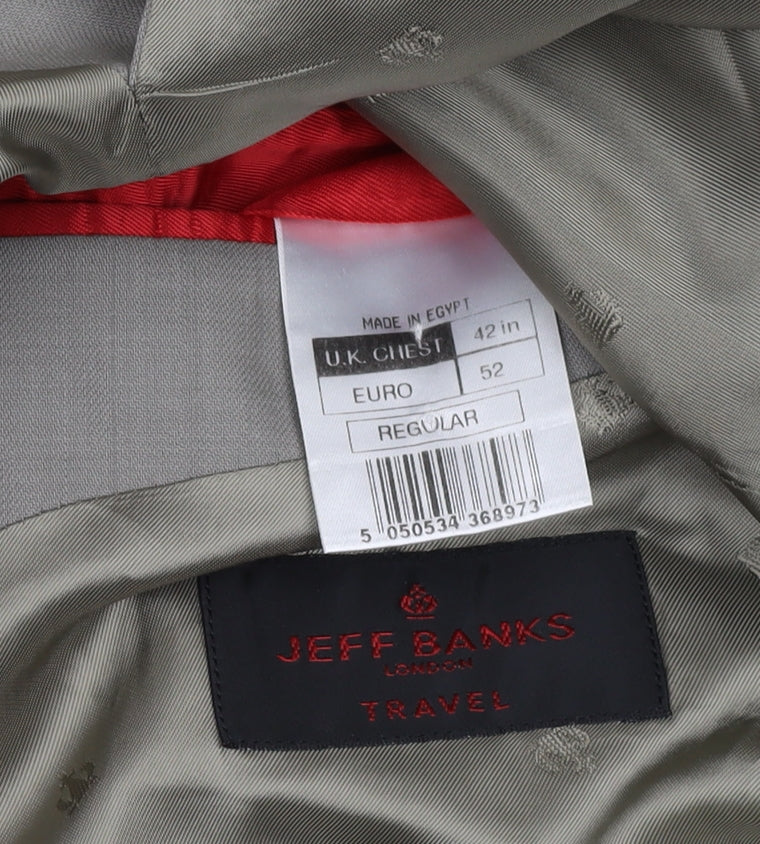 MADE IN EGYPT
U.K. CHEST 42 in
EURO 52
REGULAR
5 050534 368973
JEFF BANKS
LONDON
TRAVEL